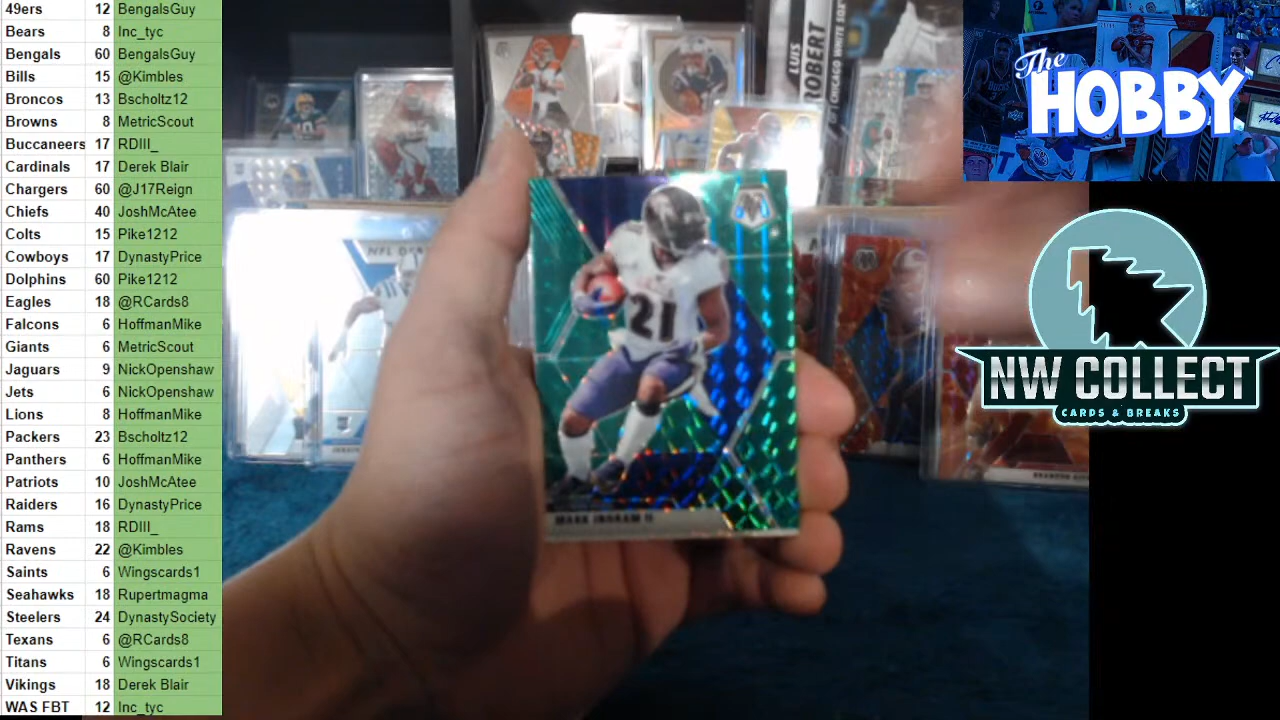 49ers 12 BengalsGuy
Bears 8 Inc_tyc
Bengals 60 BengalsGuy
Bills 15 @Kimbles
Broncos 13 Bscholtz12
Browns 8 MetricScout
Buccaneers 17 RDIII_
Cardinals 17 Derek Blair
Chargers 60 @J17Reign
Chiefs 40 JoshMcAtee
Colts 15 Pike1212
Cowboys 17 DynastyPrice
Dolphins 60 Pike1212
Eagles 18 @RCards8
Falcons 6 HoffmanMike
Giants 6 MetricScout
Jaguars 9 NickOpenshaw
Jets 6 NickOpenshaw
Lions 8 HoffmanMike
Packers 23 Bscholtz12
Panthers 6 HoffmanMike
Patriots 10 JoshMcAtee
Raiders 16 DynastyPrice
Rams 18 RDIII_
Ravens 22 @Kimbles
Saints 6 Wingscards1
Seahawks 18 Rupertmagma
Steelers 24 DynastySociety
Texans 6 @RCards8
Titans 6 Wingscards1
Vikings 18 Derek Blair
WAS FBT 12 Inc_tyc
LUIS
ROBERT
OF | CHICAGO WHITE SOX
21
MARK INGRAM II
The
HOBBY
NW COLLECT
CARDS & BREAKS